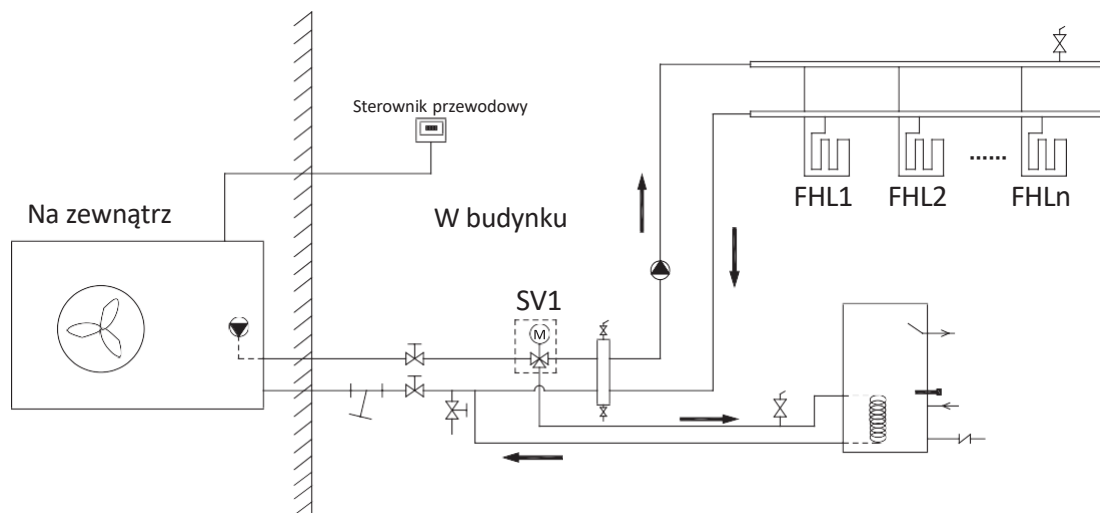 Sterownik przewodowy
Na zewnątrz
W budynku
FHL1
FHL2
......
FHLn
SV1
M